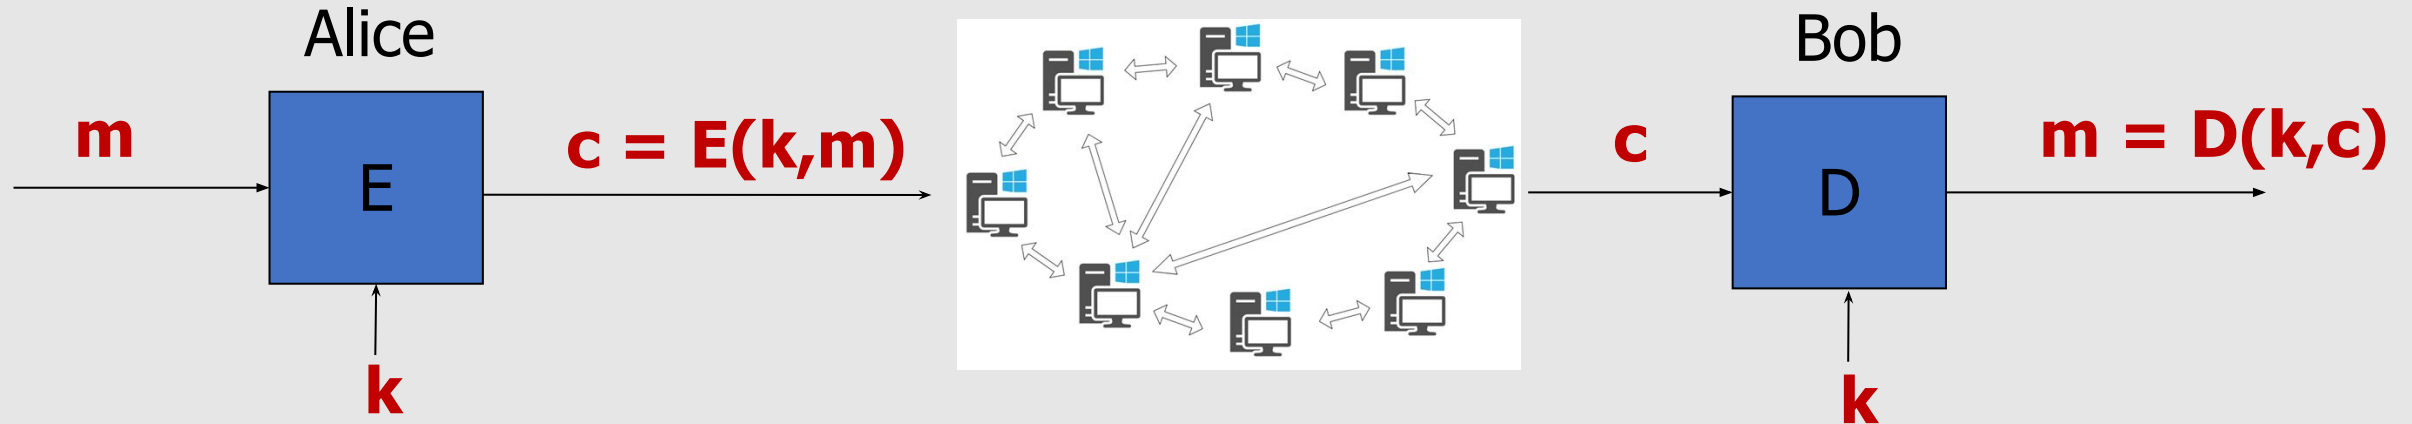 Alice
m
E
c = E(k,m)
k
Bob
c
D
m = D(k,c)
k